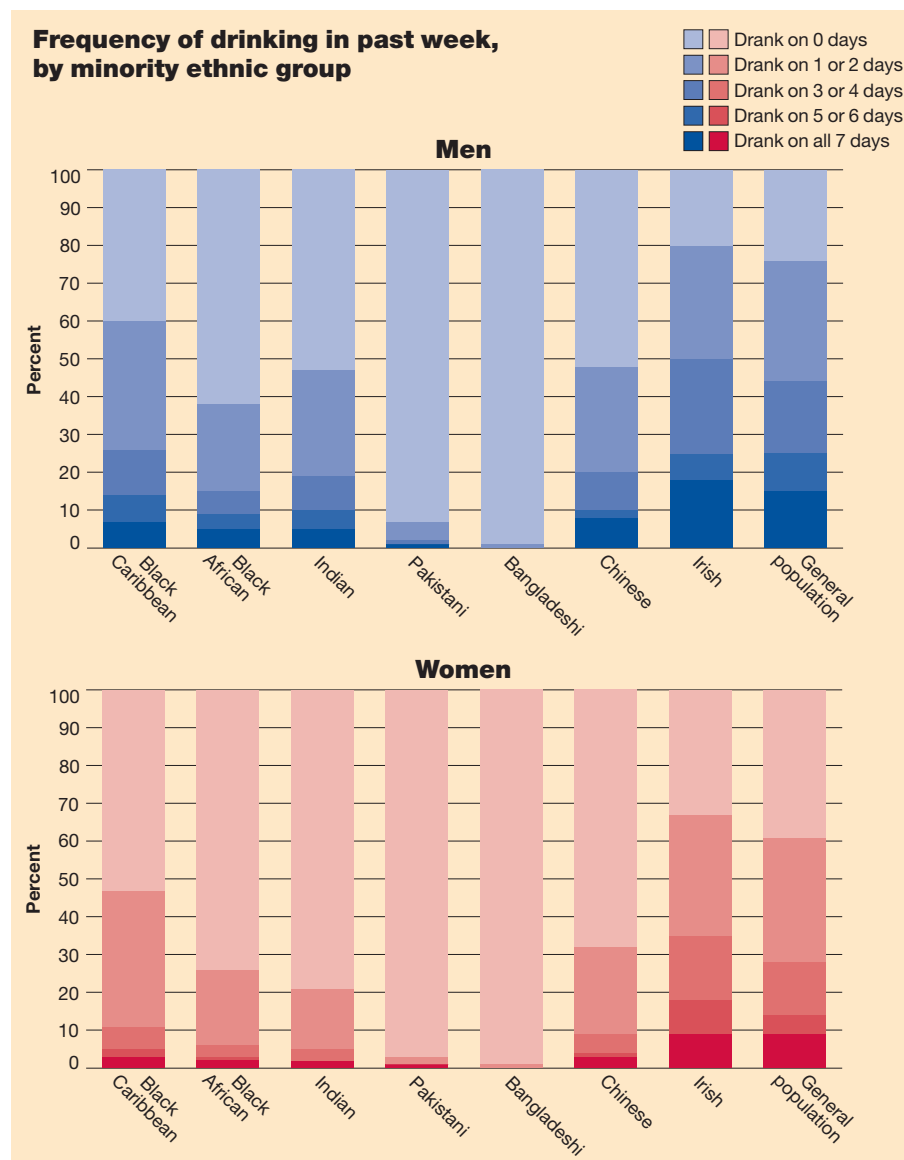 Frequency of drinking in past week,
by minority ethnic group
Drank on 0 days
Drank on 1 or 2 days
Drank on 3 or 4 days
Drank on 5 or 6 days
Drank on all 7 days
Men
Percent
100
90
80
70
60
50
40
30
20
10
0
Black
Caribbean
Black
African
Indian
Pakistani
Bangladeshi
Chinese
Irish
General
population
Women
Percent
100
90
80
70
60
50
40
30
20
10
0
Black
Caribbean
Black
African
Indian
Pakistani
Bangladeshi
Chinese
Irish
General
population